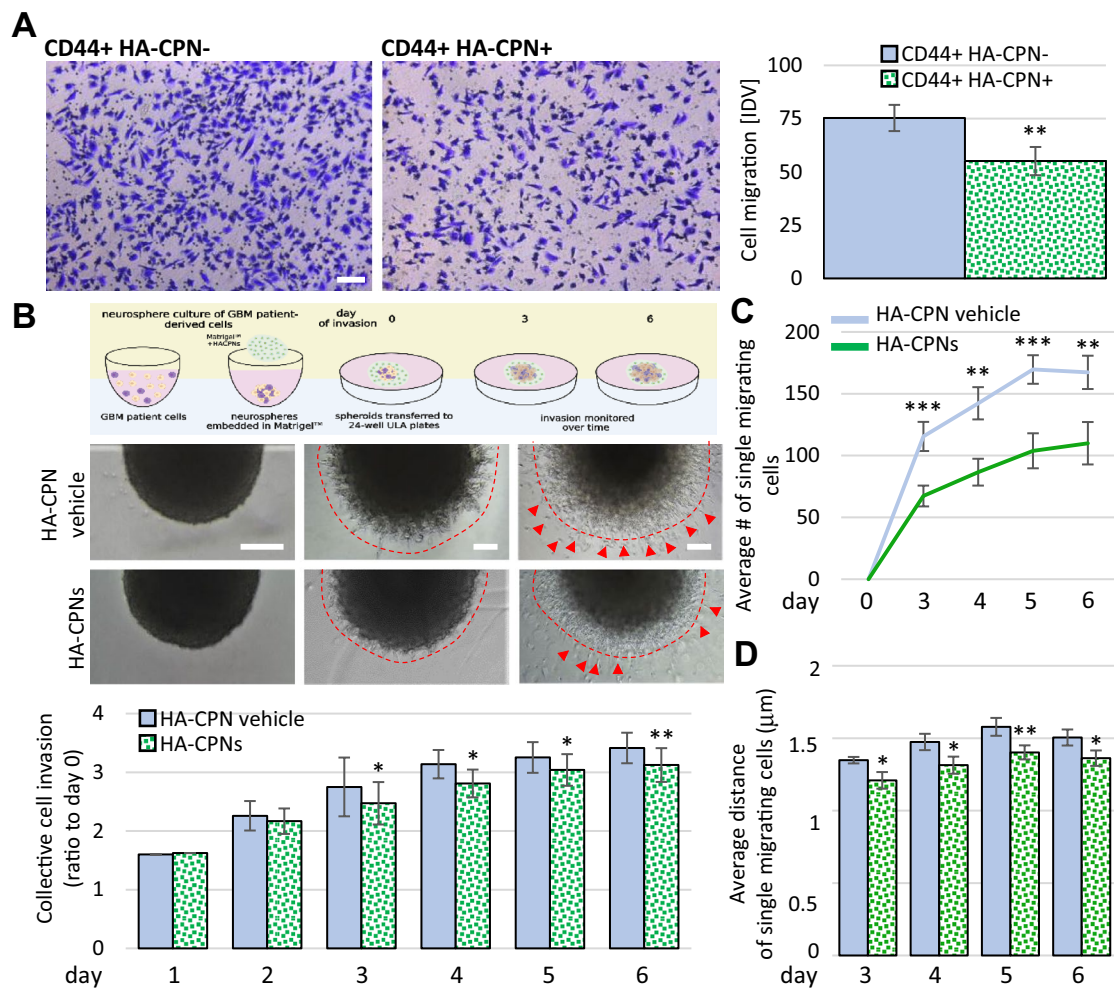 A
CD44+ HA-CPN-
CD44+ HA-CPN+
CD44+ HA-CPN-
CD44+ HA-CPN+
Cell migration [IDV]
100
75
50
25
0
**
B
neurosphere culture of GBM patient-
derived cells
day
of invasion
0
3
6
Matrigel™
+HACPNs
GBM patient cells
neurospheres
embedded in Matrigel™
spheroids transferred to
24-well ULA plates
invasion monitored
over time
HA-CPN
vehicle
HA-CPNs
Collective cell invasion
(ratio to day 0)
4
3
2
1
0
HA-CPN vehicle
HA-CPNs
*
*
*
**
day
1
2
3
4
5
6
C
HA-CPN vehicle
HA-CPNs
Average # of single migrating
cells
200
150
100
50
0
***
**
***
**
day
0
3
4
5
6
D
Average distance
of single migrating cells (μm)
2
1.5
1
0.5
0
*
*
**
*
day
3
4
5
6